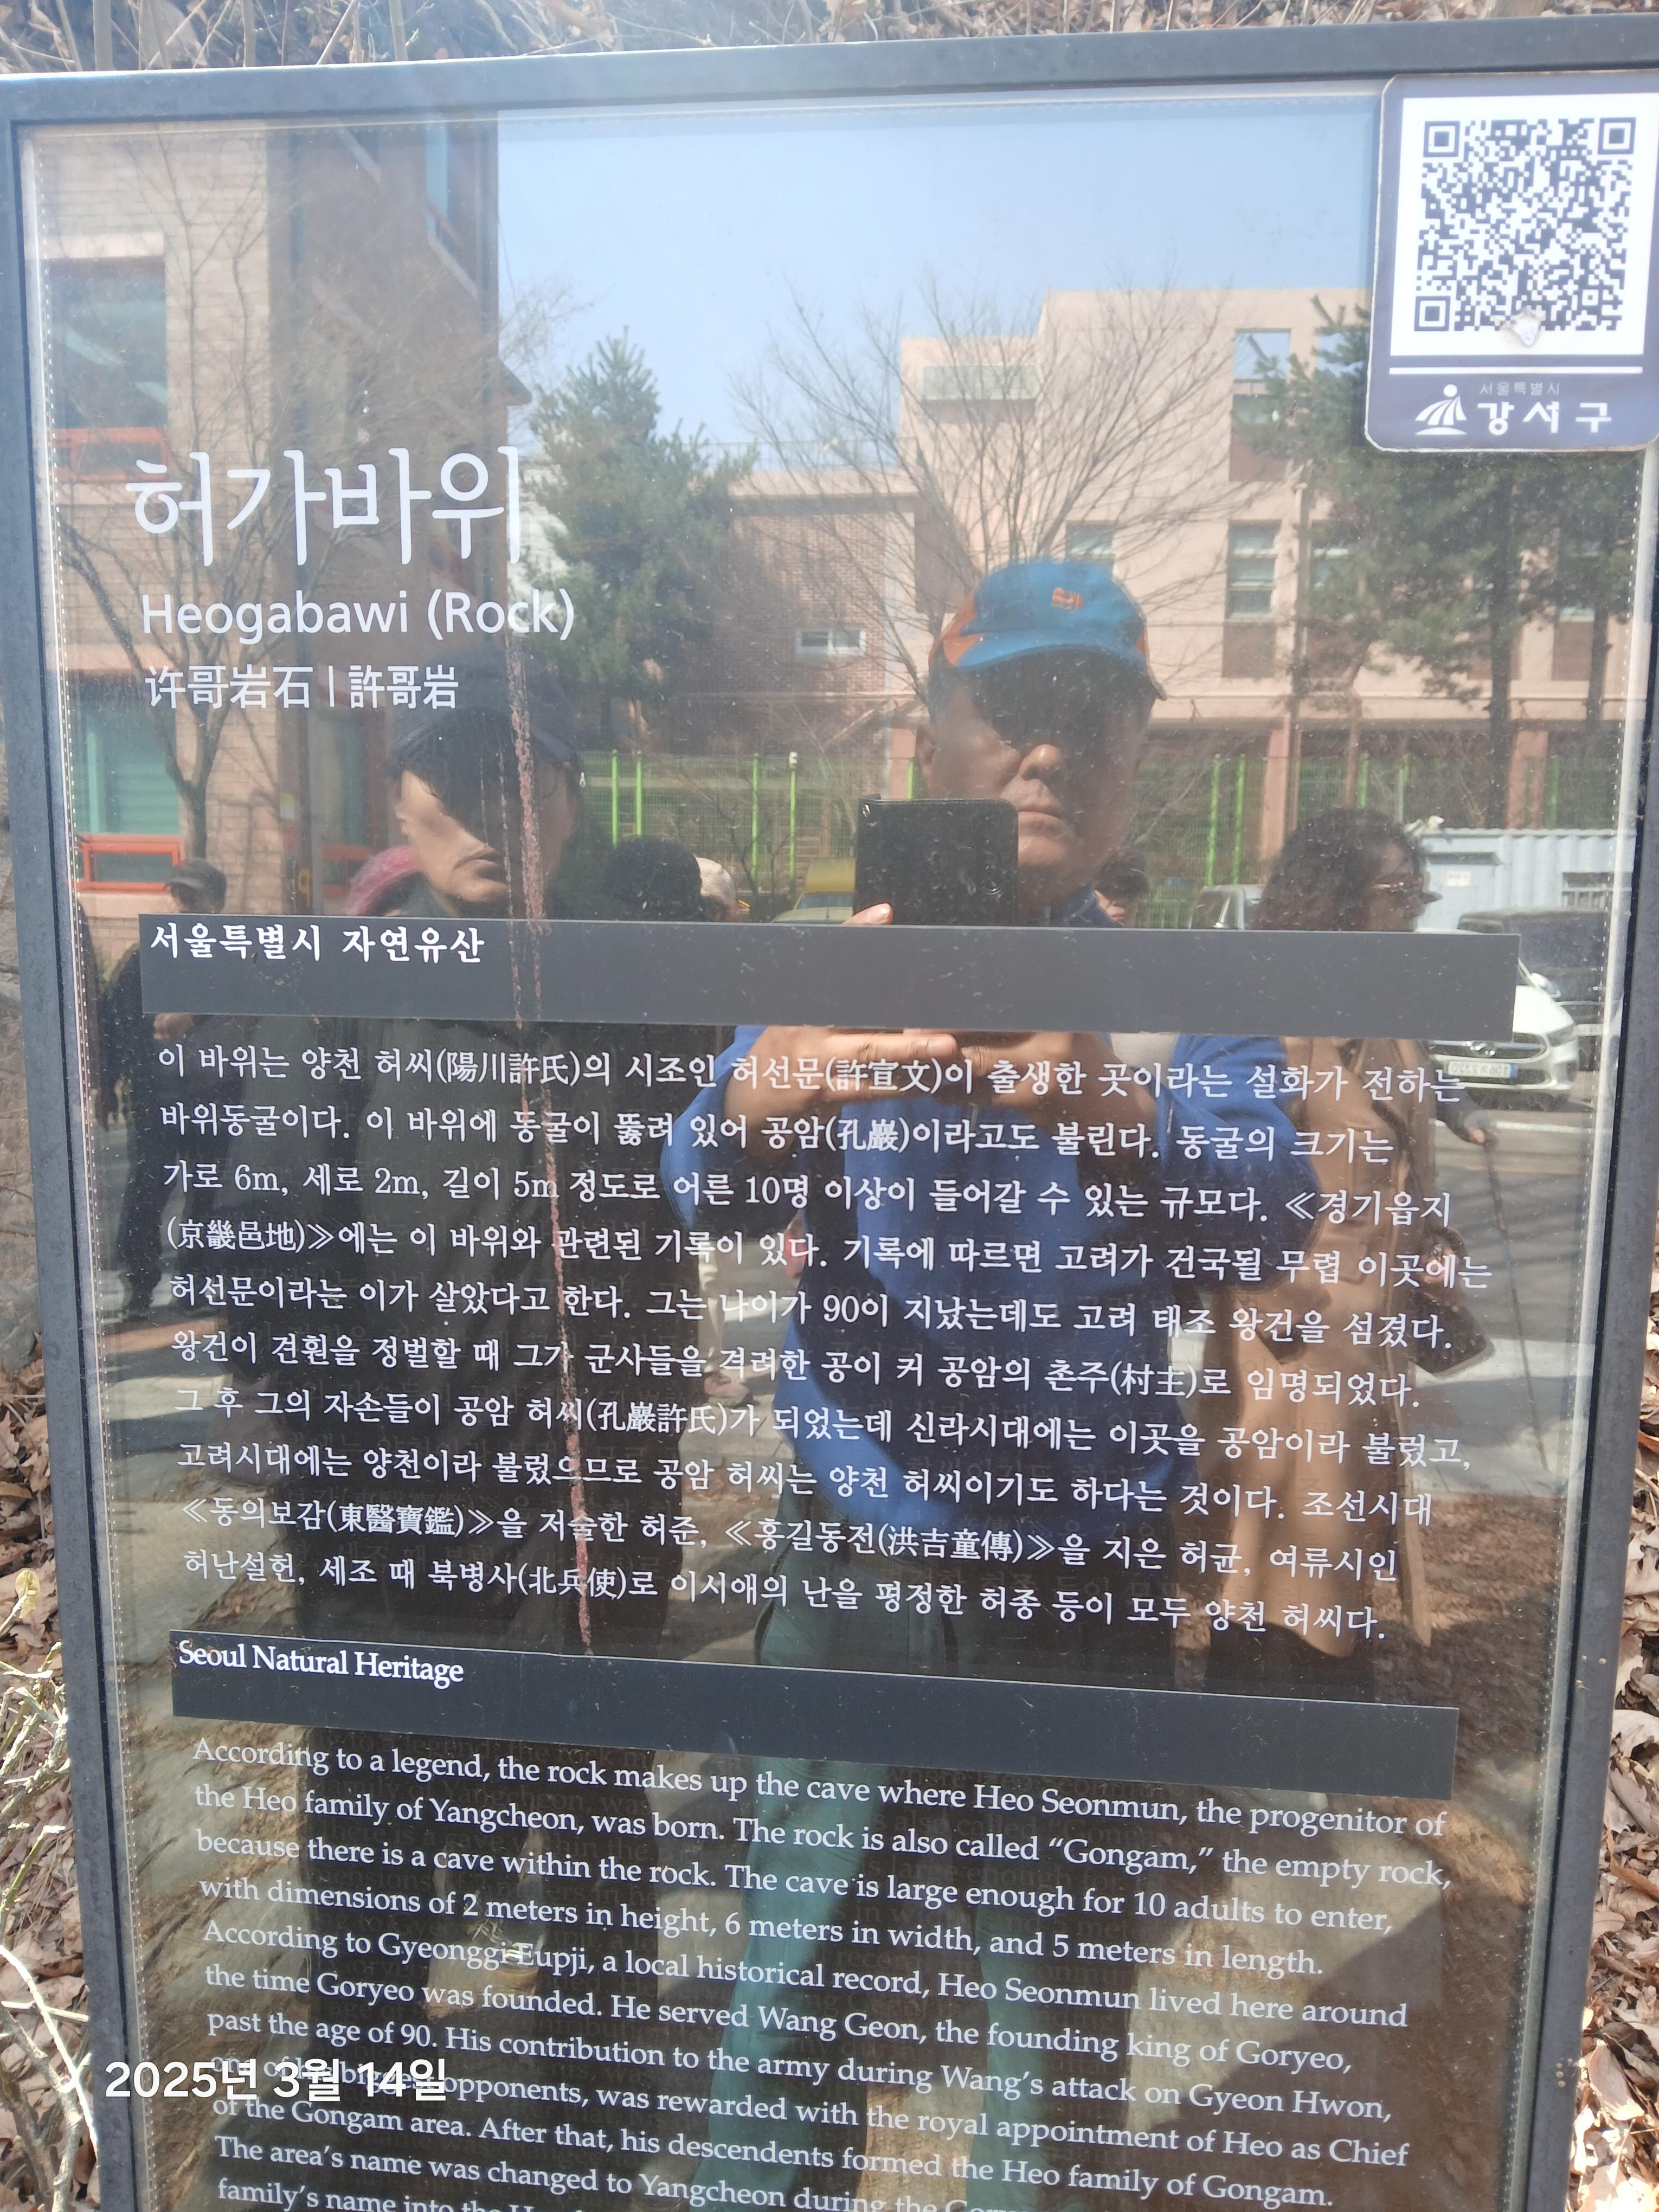 서울특별시
강서구
허가바위
Heogabawi (Rock)
许哥岩石 | 許哥岩
서울특별시 자연유산
이 바위는 양천 허씨(陽川許氏)의 시조인 허선문(許宣文)이 출생한 곳이라는 설화가 전하는
바위동굴이다. 이 바위에 동굴이 뚫려 있어 공암(孔巖)이라고도 불린다. 동굴의 크기는
가로 6m, 세로 2m, 길이 5m 정도로 어른 10명 이상이 들어갈 수 있는 규모다. ≪경기읍지
(京畿邑地)≫에는 이 바위와 관련된 기록이 있다. 기록에 따르면 고려가 건국될 무렵 이곳에는
허선문이라는 이가 살았다고 한다. 그는 나이가 90이 지났는데도 고려 태조 왕건을 섬겼다.
왕건이 견훤을 정벌할 때 그가 군사들을 격려한 공이 커 공암의 촌주(村主)로 임명되었다.
그 후 그의 자손들이 공암 허씨(孔巖許氏)가 되었는데 신라시대에는 이곳을 공암이라 불렀고,
고려시대에는 양천이라 불렀으므로 공암 허씨는 양천 허씨이기도 하다는 것이다. 조선시대
≪동의보감(東醫寶鑑)≫을 저술한 허준, ≪홍길동전(洪吉童傳)≫을 지은 허균, 여류시인
허난설헌, 세조 때 북병사(北兵使)로 이시애의 난을 평정한 허종 등이 모두 양천 허씨다.
Seoul Natural Heritage
According to a legend, the rock makes up the cave where Heo Seonmun, the progenitor of
the Heo family of Yangcheon, was born. The rock is also called “Gongam,” the empty rock,
because there is a cave within the rock. The cave is large enough for 10 adults to enter,
with dimensions of 2 meters in height, 6 meters in width, and 5 meters in length.
According to Gyeonggi Eupji, a local historical record, Heo Seonmun lived here around
the time Goryeo was founded. He served Wang Geon, the founding king of Goryeo,
past the age of 90. His contribution to the army during Wang’s attack on Gyeon Hwon,
opponents, was rewarded with the royal appointment of Heo as Chief
of the Gongam area. After that, his descendents formed the Heo family of Gongam.
The area’s name was changed to Yangcheon during the
family’s name into the
2025년 3월 14일